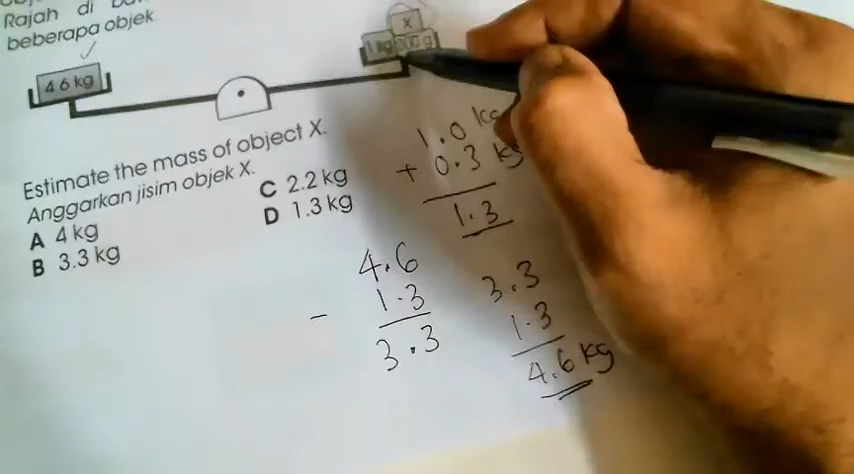 Rajah di
beberapa objek
4.6 kg
X
1 kg 300 g
Estimate the mass of object X.
Anggarkan jisim objek X.
A 4 kg
B 3.3 kg
C 2.2 kg
D 1.3 kg
1.0 kg
+ 0.3 kg
1.3
4.6
- 1.3
3.3
3.3
1.3
4.6 kg